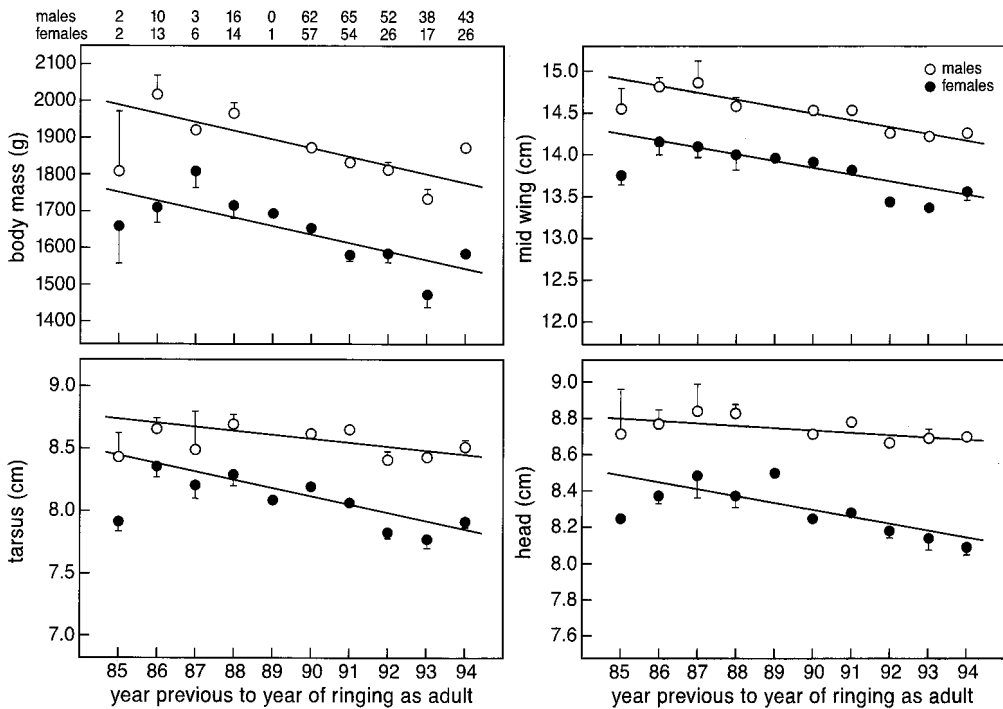 males 2 10 3 16 0 62 65 52 38 43
females 2 13 6 14 1 57 54 26 17 26
body mass (g)
2100
2000
1900
1800
1700
1600
1500
1400
mid wing (cm)
15.0
14.5
14.0
13.5
13.0
12.5
12.0
males
females
tarsus (cm)
9.0
8.5
8.0
7.5
7.0
85 86 87 88 89 90 91 92 93 94
year previous to year of ringing as adult
head (cm)
9.0
8.8
8.6
8.4
8.2
8.0
7.8
7.6
85 86 87 88 89 90 91 92 93 94
year previous to year of ringing as adult